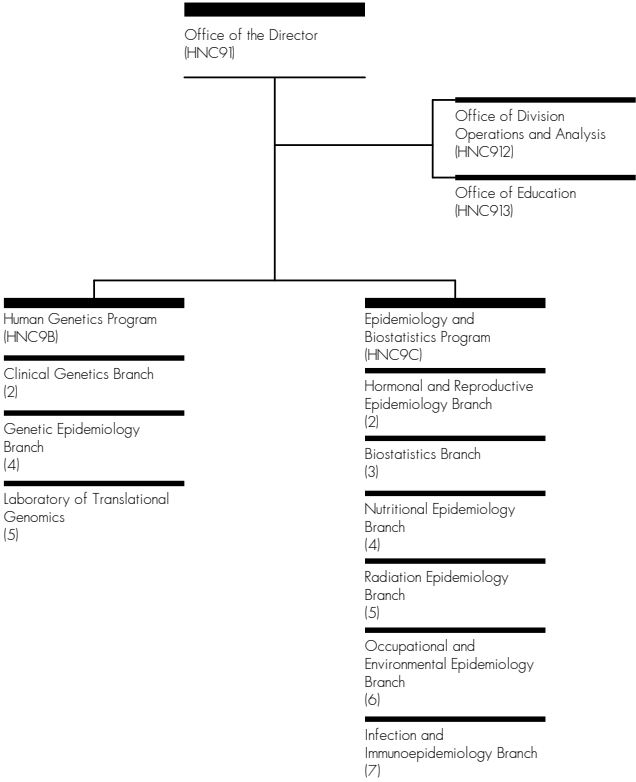 Office of the Director
(HNC91)
Office of Division
Operations and Analysis
(HNC912)
Office of Education
(HNC913)
Human Genetics Program
(HNC9B)
Clinical Genetics Branch
(2)
Genetic Epidemiology
Branch
(4)
Laboratory of Translational
Genomics
(5)
Epidemiology and
Biostatistics Program
(HNC9C)
Hormonal and Reproductive
Epidemiology Branch
(2)
Biostatistics Branch
(3)
Nutritional Epidemiology
Branch
(4)
Radiation Epidemiology
Branch
(5)
Occupational and
Environmental Epidemiology
Branch
(6)
Infection and
Immunoepidemiology Branch
(7)